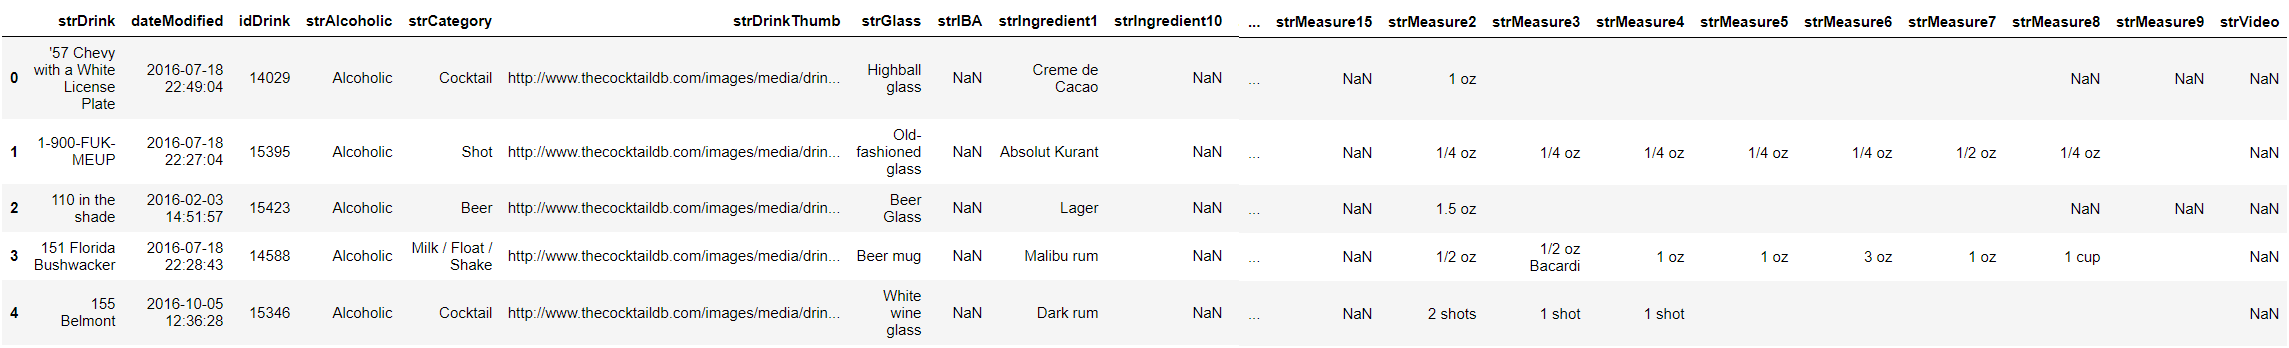 strDrink dateModified idDrink strAlcoholic strCategory strDrinkThumb strGlass strIBA strIngredient1 strIngredient10 ... strMeasure15 strMeasure2 strMeasure3 strMeasure4 strMeasure5 strMeasure6 strMeasure7 strMeasure8 strMeasure9 strVideo
0 '57 Chevy with a White License Plate 2016-07-18 22:49:04 14029 Alcoholic Cocktail http://www.thecocktaildb.com/images/media/drin... Highball glass NaN Creme de Cacao NaN ... NaN 1 oz NaN NaN NaN
1 1-900-FUK-MEUP 2016-07-18 22:27:04 15395 Alcoholic Shot http://www.thecocktaildb.com/images/media/drin... Old-fashioned glass NaN Absolut Kurant NaN ... NaN 1/4 oz 1/4 oz 1/4 oz 1/4 oz 1/4 oz 1/2 oz 1/4 oz NaN
2 110 in the shade 2016-02-03 14:51:57 15423 Alcoholic Beer http://www.thecocktaildb.com/images/media/drin... Beer Glass NaN Lager NaN ... NaN 1.5 oz NaN NaN NaN
3 151 Florida Bushwacker 2016-07-18 22:28:43 14588 Alcoholic Milk / Float / Shake http://www.thecocktaildb.com/images/media/drin... Beer mug NaN Malibu rum NaN ... NaN 1/2 oz 1/2 oz Bacardi 1 oz 1 oz 3 oz 1 oz 1 cup NaN
4 155 Belmont 2016-10-05 12:36:28 15346 Alcoholic Cocktail http://www.thecocktaildb.com/images/media/drin... White wine glass NaN Dark rum NaN ... NaN 2 shots 1 shot 1 shot NaN